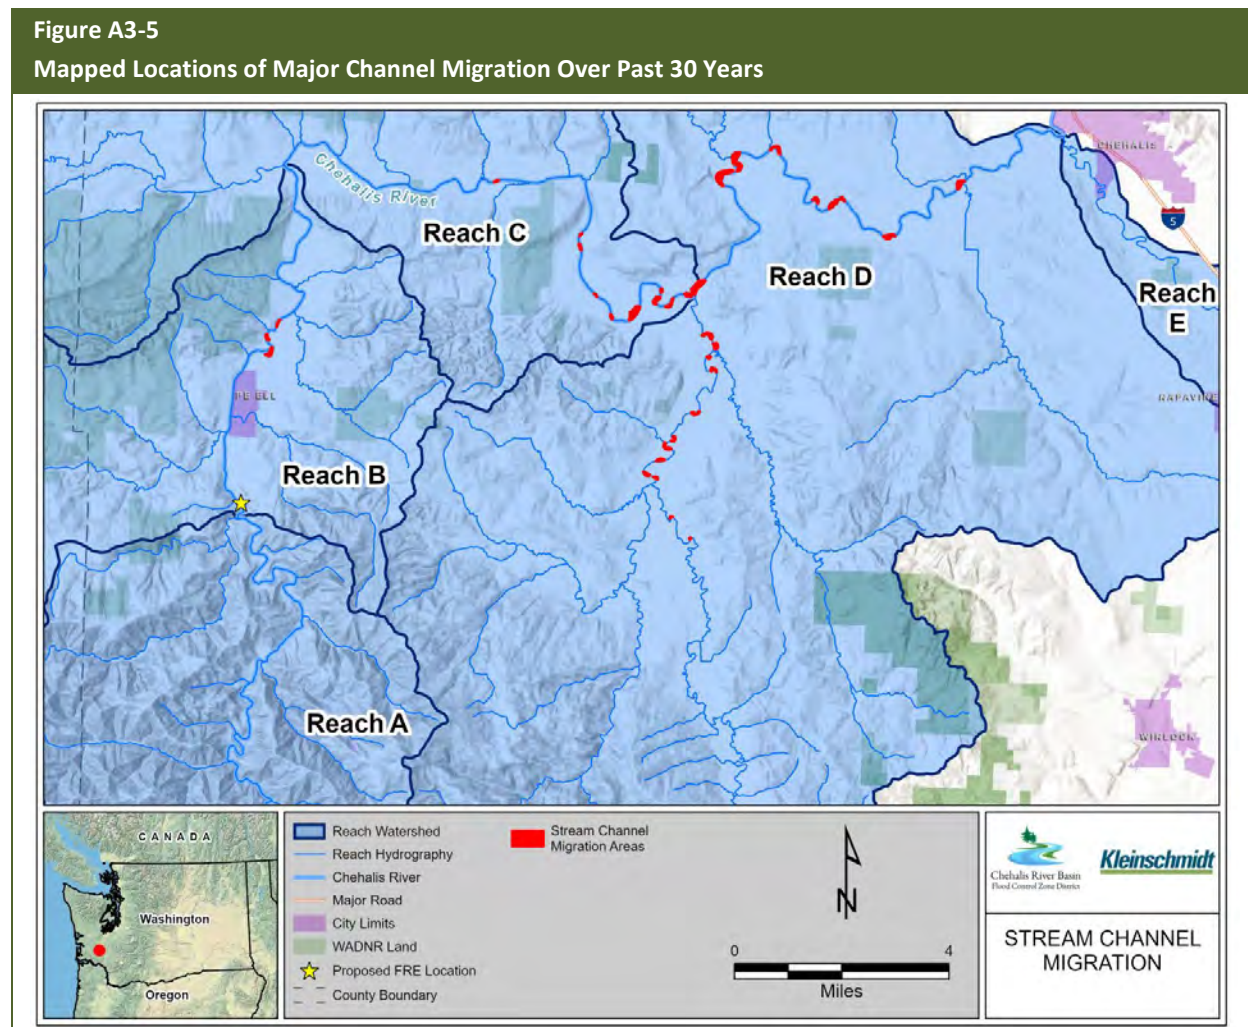 Figure A3-5
Mapped Locations of Major Channel Migration Over Past 30 Years
CHEHALIS
Chehalis River
Reach C
5
Reach D
Reach
E
PE ELL
NAPAVINE
Reach B
Reach A
WINLOCK
CANADA
Washington
Oregon
Reach Watershed
Reach Hydrography
Chehalis River
Major Road
City Limits
WADNR Land
Proposed FRE Location
County Boundary
Stream Channel
Migration Areas
N
0 4
Miles
Chehalis River Basin
Flood Control Zone District
Kleinschmidt
STREAM CHANNEL
MIGRATION